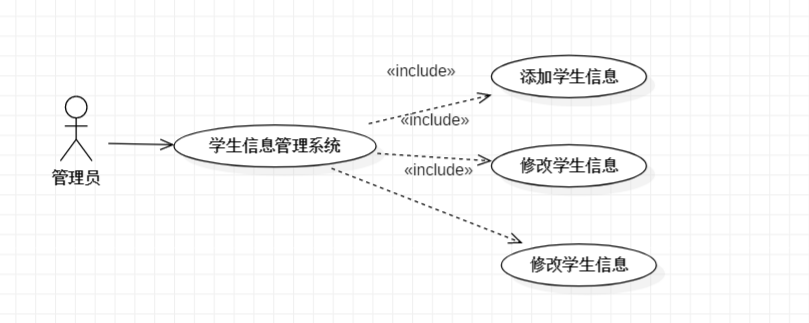 «include»
添加学生信息
«include»
学生信息管理系统
修改学生信息
«include»
管理员
修改学生信息